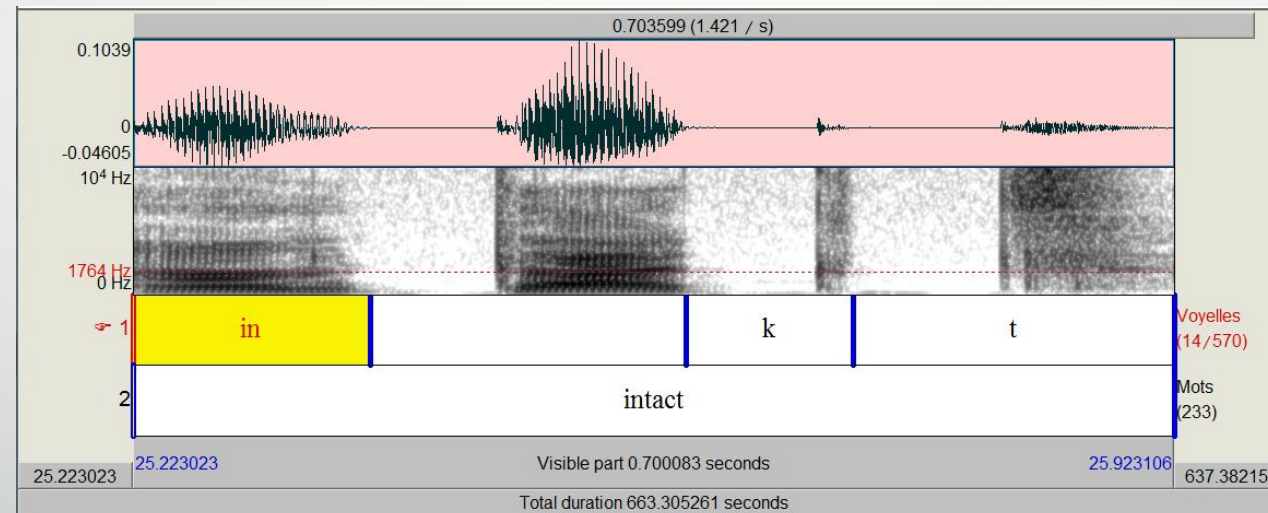 0.703599 (1.421 / s)
0.1039
0
-0.04605
10⁴ Hz
1764 Hz
0 Hz
☞ 1
in
k
t
Voyelles
(14/570)
2
intact
Mots
(233)
25.223023
25.223023
Visible part 0.700083 seconds
25.923106
637.38215
Total duration 663.305261 seconds